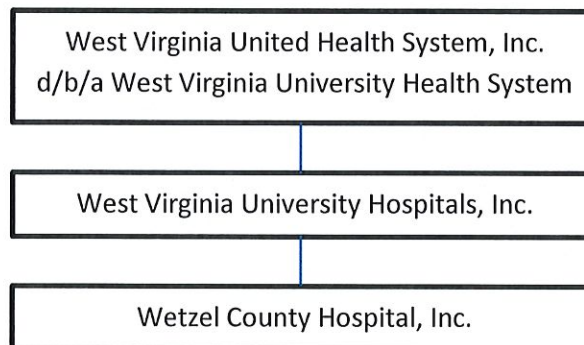 West Virginia United Health System, Inc.
d/b/a West Virginia University Health System
West Virginia University Hospitals, Inc.
Wetzel County Hospital, Inc.